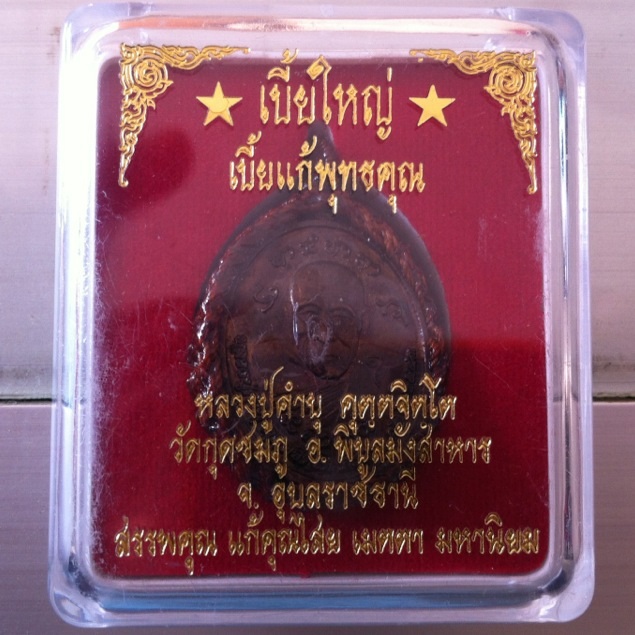 ★ เบี้ยใหญ่ ★
เบี้ยแก้พุทธคุณ
หลวงปู่คำบุ คุตฺตจิตฺโต
วัดกุดชมภู อ. พิบูลมังสาหาร
จ. อุบลราชธานี
สรรพคุณ แก้คุณไสย เมตตา มหานิยม